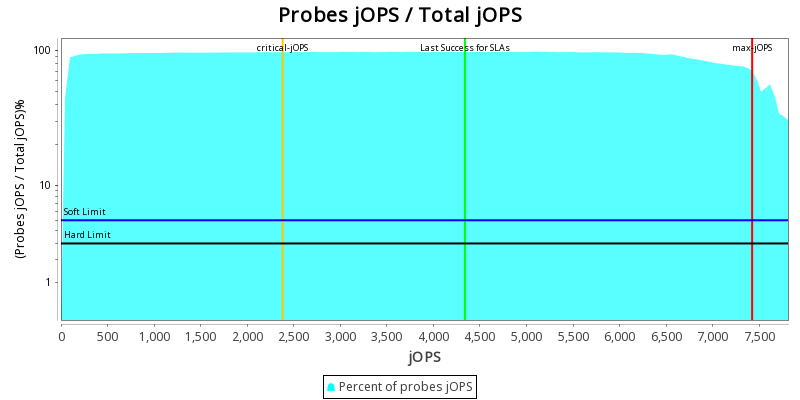 Probes jOPS / Total jOPS
(Probes jOPS / Total jOPS)%
100
10
1
critical-jOPS
Last Success for SLAs
max-jOPS
Soft Limit
Hard Limit
0 500 1,000 1,500 2,000 2,500 3,000 3,500 4,000 4,500 5,000 5,500 6,000 6,500 7,000 7,500
jOPS
Percent of probes jOPS